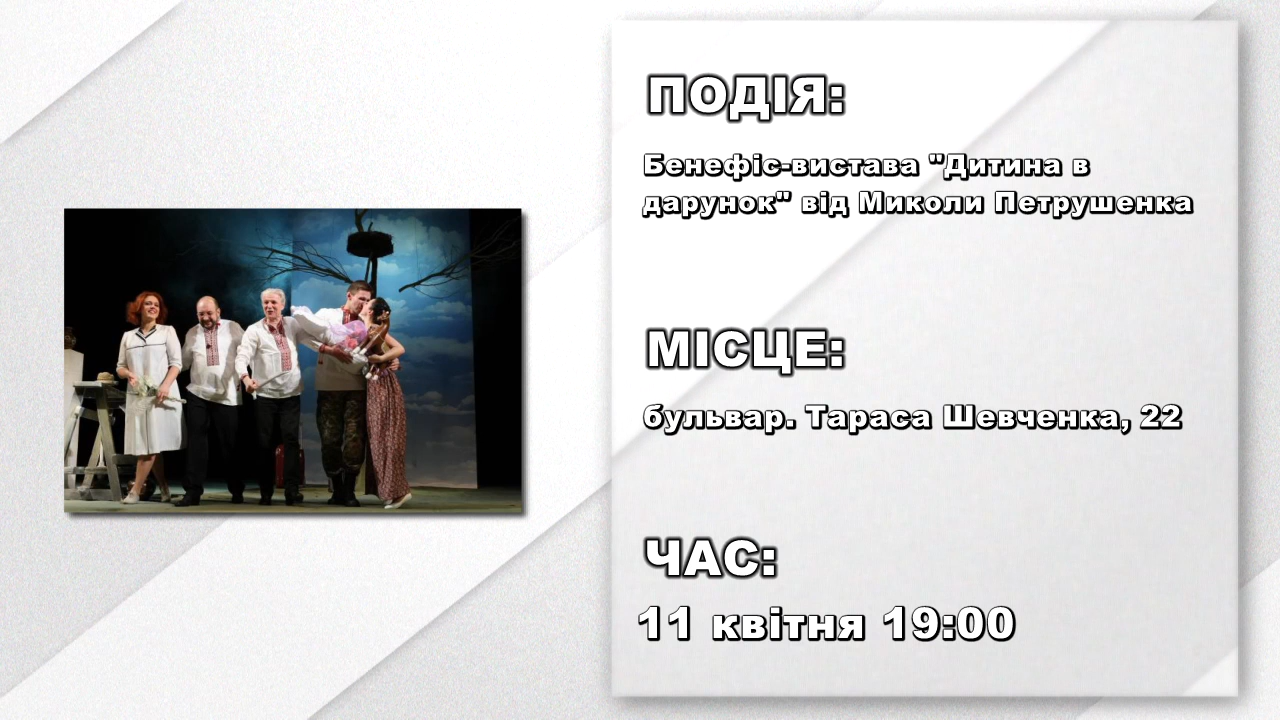 ПОДІЯ:
Бенефіс-вистава "Дитина в
дарунок" від Миколи Петрушенка
МІСЦЕ:
бульвар. Тараса Шевченка, 22
ЧАС:
11 квітня 19:00